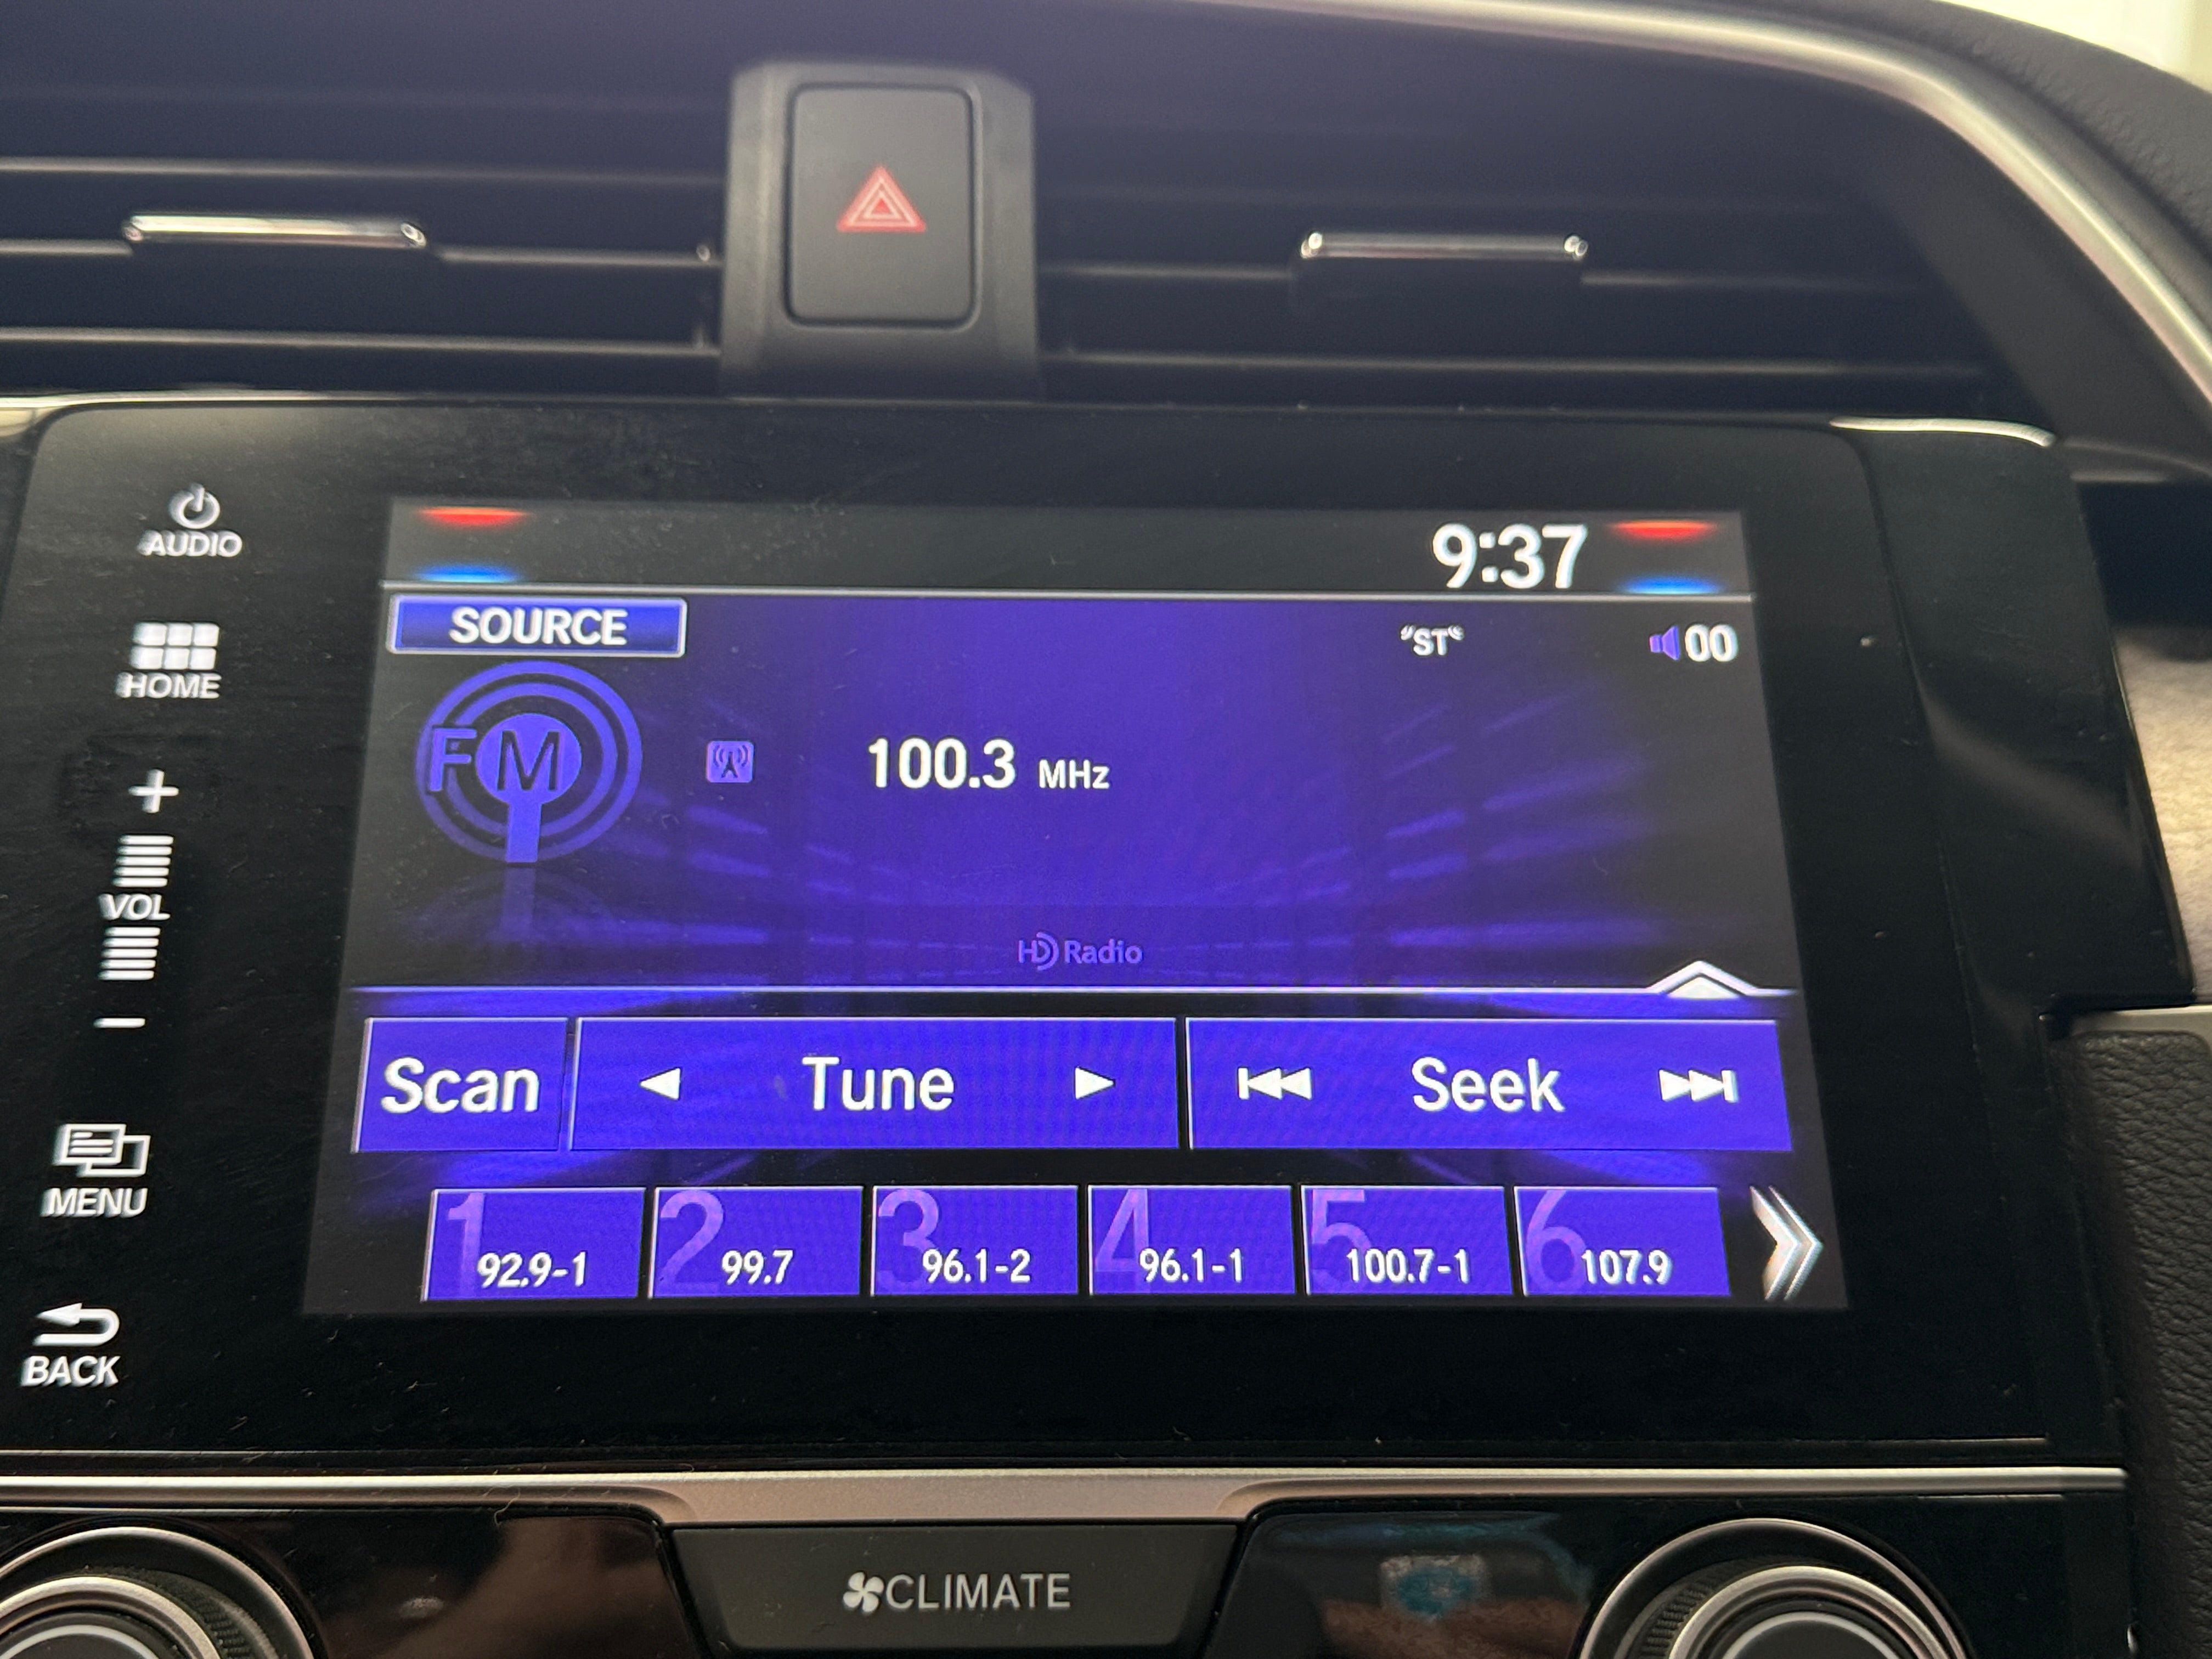 AUDIO
9:37
SOURCE
"ST"
00
HOME
FM
100.3 MHz
+
VOL
-
HD Radio
Scan
Tune
Seek
MENU
1 92.9-1
2 99.7
3 96.1-2
4 96.1-1
5 100.7-1
6 107.9
BACK
CLIMATE